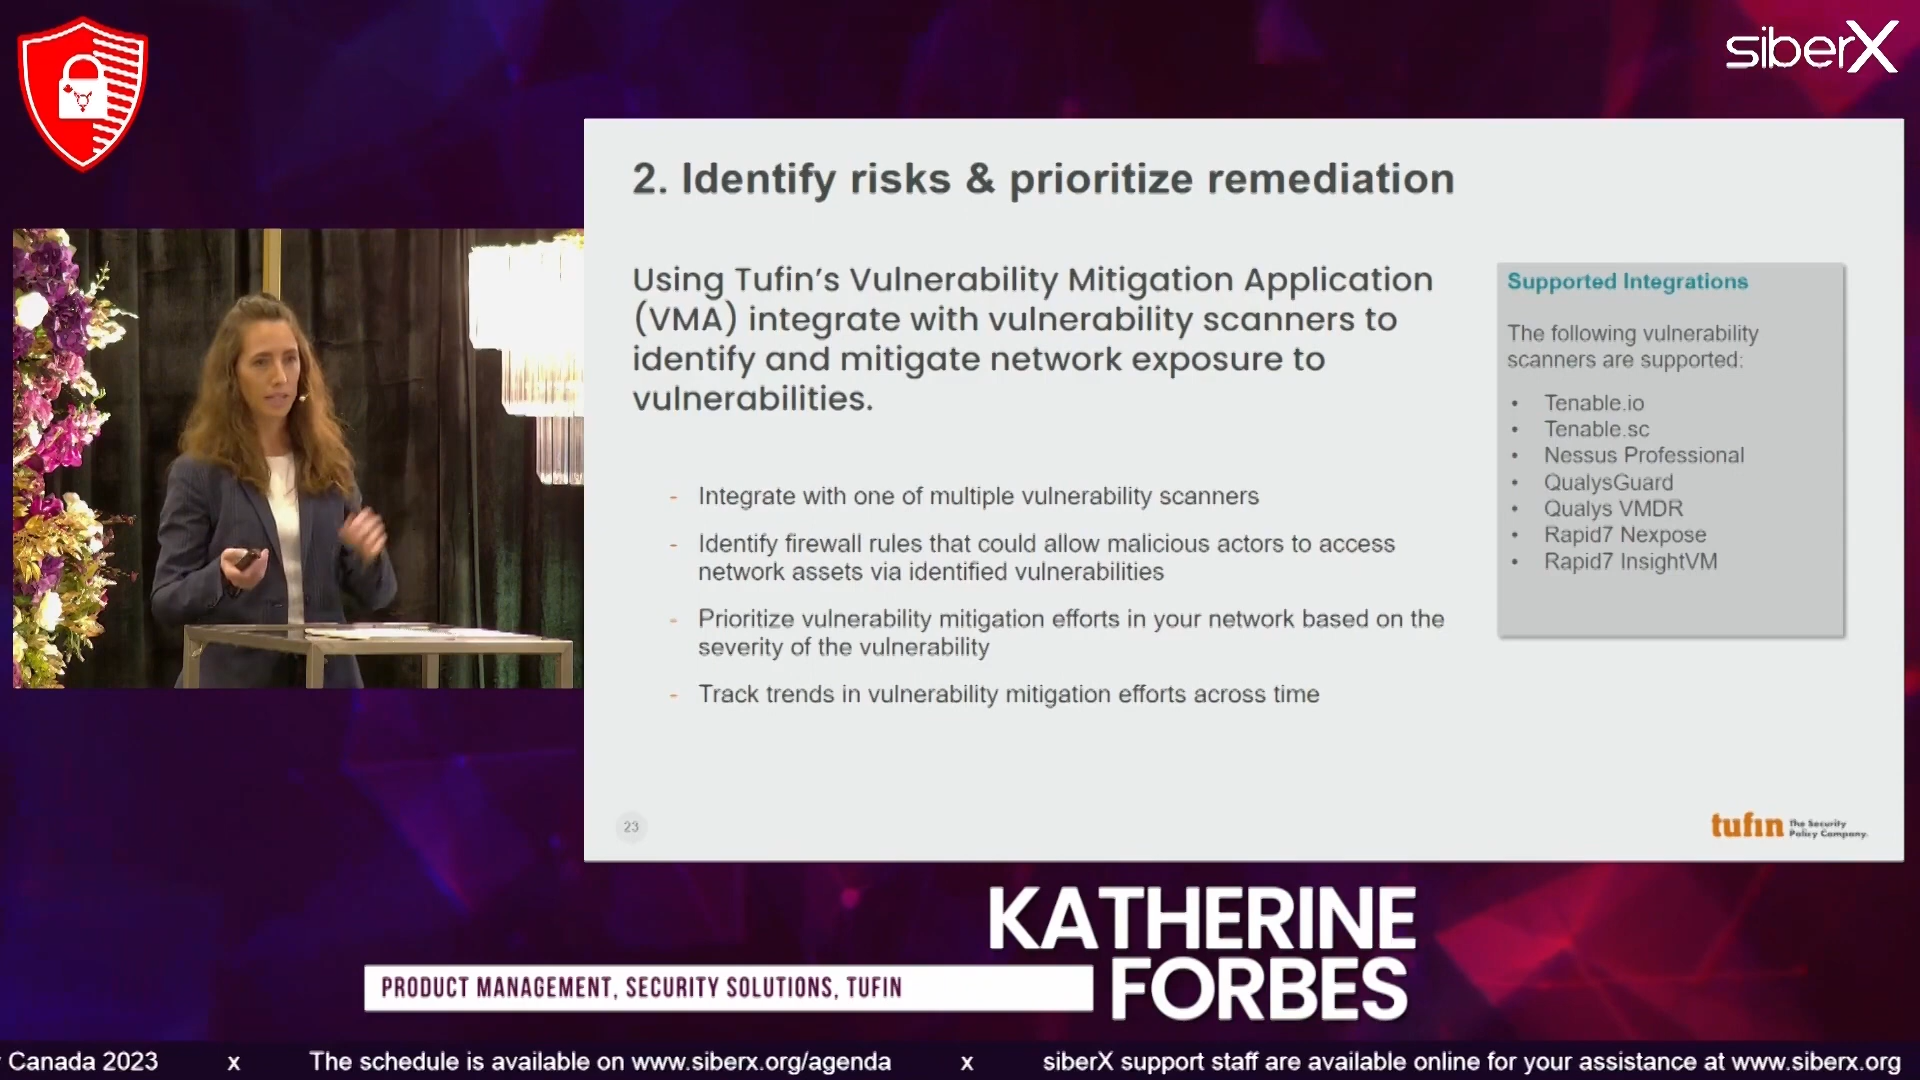 siberX
2. Identify risks & prioritize remediation
Using Tufin’s Vulnerability Mitigation Application
(VMA) integrate with vulnerability scanners to
identify and mitigate network exposure to
vulnerabilities.
- Integrate with one of multiple vulnerability scanners
- Identify firewall rules that could allow malicious actors to access
network assets via identified vulnerabilities
- Prioritize vulnerability mitigation efforts in your network based on the
severity of the vulnerability
- Track trends in vulnerability mitigation efforts across time
Supported Integrations
The following vulnerability
scanners are supported:
• Tenable.io
• Tenable.sc
• Nessus Professional
• QualysGuard
• Qualys VMDR
• Rapid7 Nexpose
• Rapid7 InsightVM
23
tufin The Security
Policy Company.
KATHERINE
FORBES
PRODUCT MANAGEMENT, SECURITY SOLUTIONS, TUFIN
Canada 2023 x The schedule is available on www.siberx.org/agenda x siberX support staff are available online for your assistance at www.siberx.org